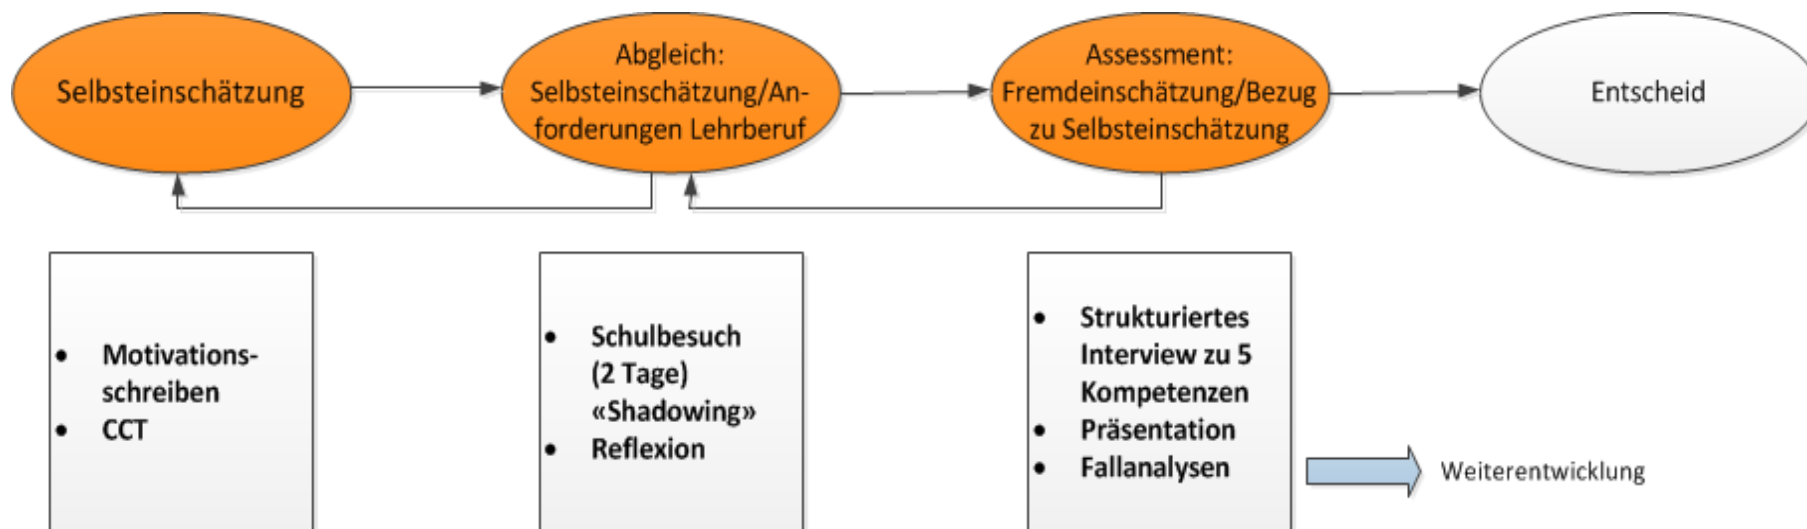 Selbsteinschätzung
Abgleich:
Selbsteinschätzung/An-
forderungen Lehrberuf
Assessment:
Fremdeinschätzung/Bezug
zu Selbsteinschätzung
Entscheid
• Motivations-
schreiben
• CCT
• Schulbesuch
(2 Tage)
«Shadowing»
• Reflexion
• Strukturiertes
Interview zu 5
Kompetenzen
• Präsentation
• Fallanalysen
Weiterentwicklung